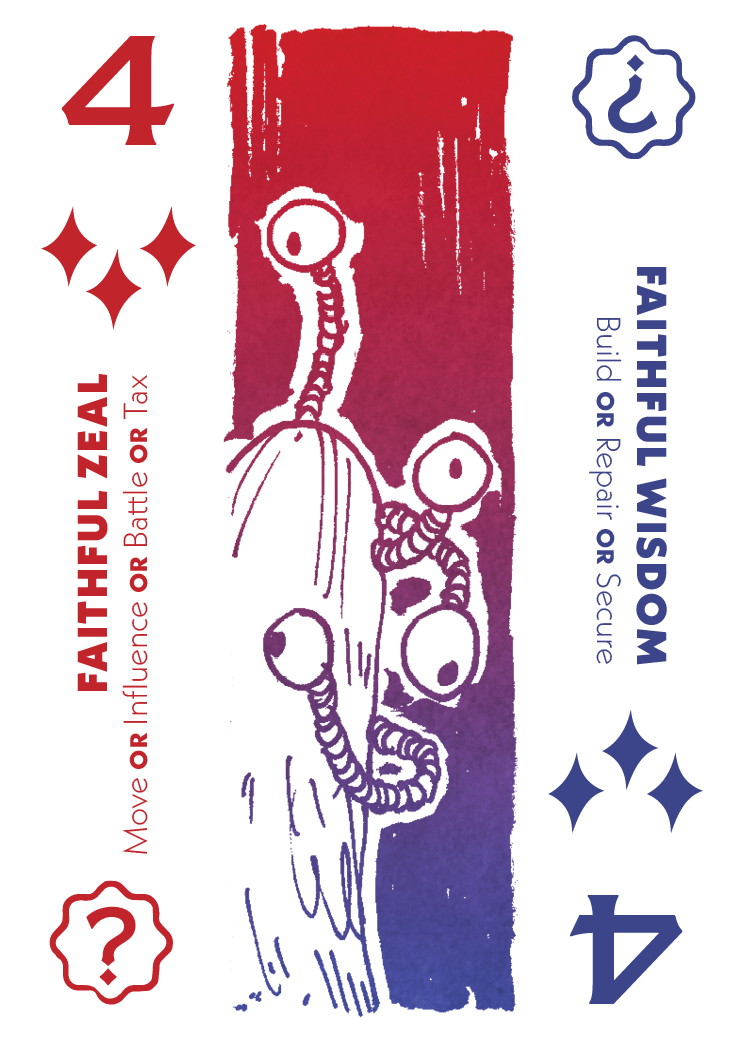 4
FAITHFUL ZEAL
Move OR Influence OR Battle OR Tax
?
?
FAITHFUL WISDOM
Build OR Repair OR Secure
4